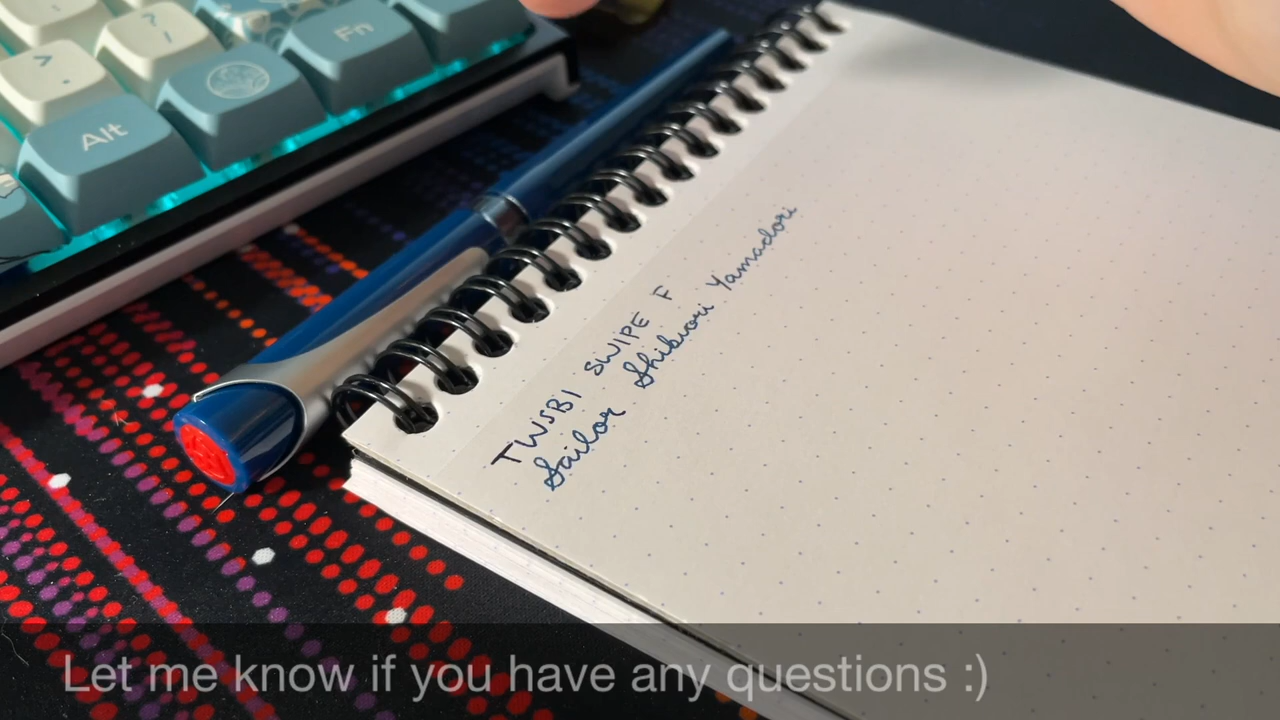 Fn
Alt
TWSBI SWIPE F
Sailor Shikiori Yamadori
Let me know if you have any questions :)